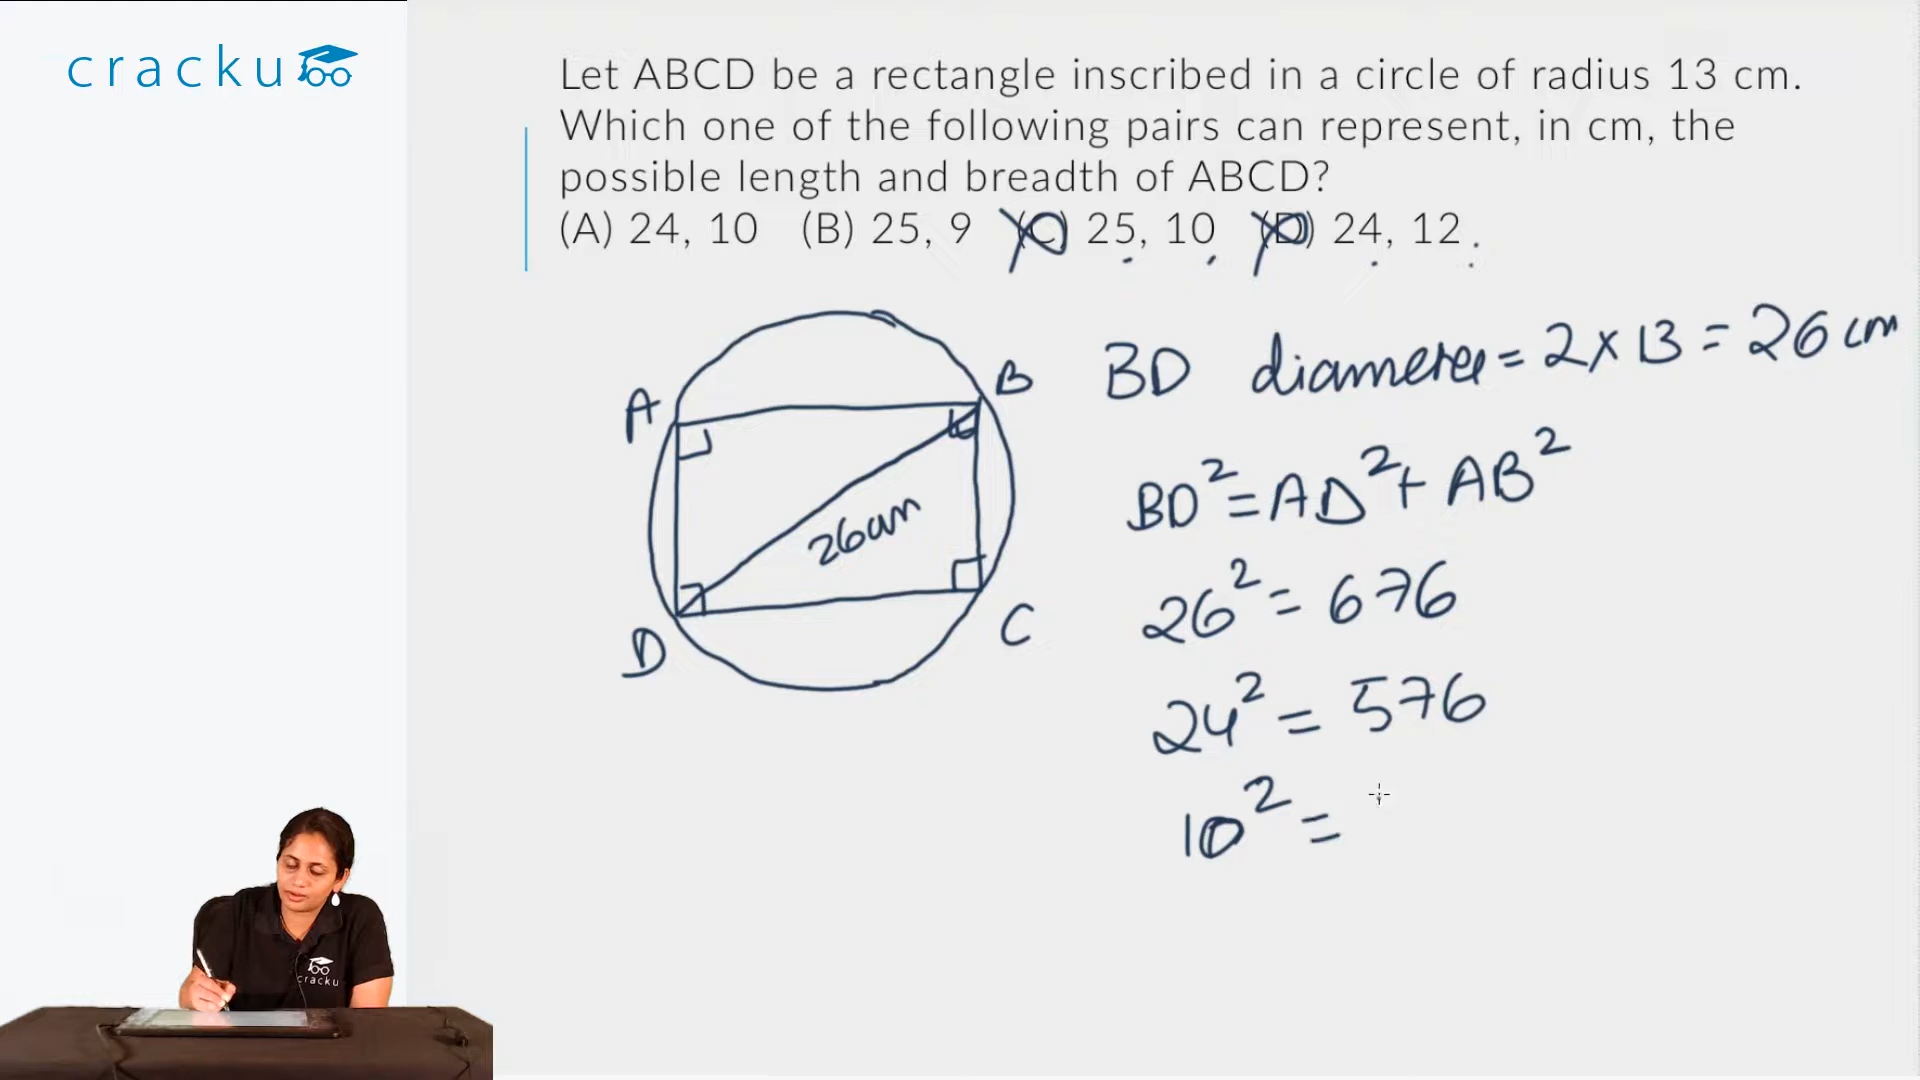 cracku
Let ABCD be a rectangle inscribed in a circle of radius 13 cm.
Which one of the following pairs can represent, in cm, the
possible length and breadth of ABCD?
(A) 24, 10 (B) 25, 9 (C) 25, 10 (D) 24, 12
A
B
C
D
26cm
BD diameter = 2 × 13 = 26 cm
BD² = AD² + AB²
26² = 676
24² = 576
10² =
cracku